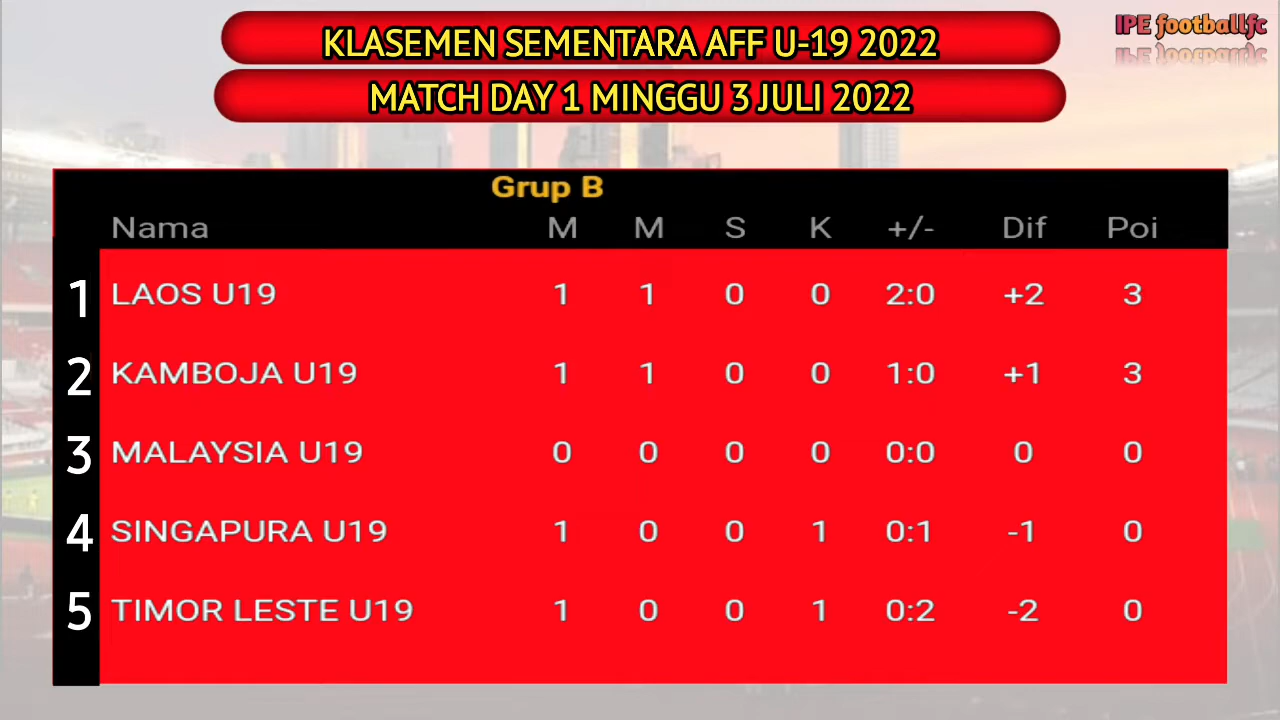 KLASEMEN SEMENTARA AFF U-19 2022
IPE footballfc
MATCH DAY 1 MINGGU 3 JULI 2022
Grup B
Nama M M S K +/- Dif Poi
1 LAOS U19 1 1 0 0 2:0 +2 3
2 KAMBOJA U19 1 1 0 0 1:0 +1 3
3 MALAYSIA U19 0 0 0 0 0:0 0 0
4 SINGAPURA U19 1 0 0 1 0:1 -1 0
5 TIMOR LESTE U19 1 0 0 1 0:2 -2 0